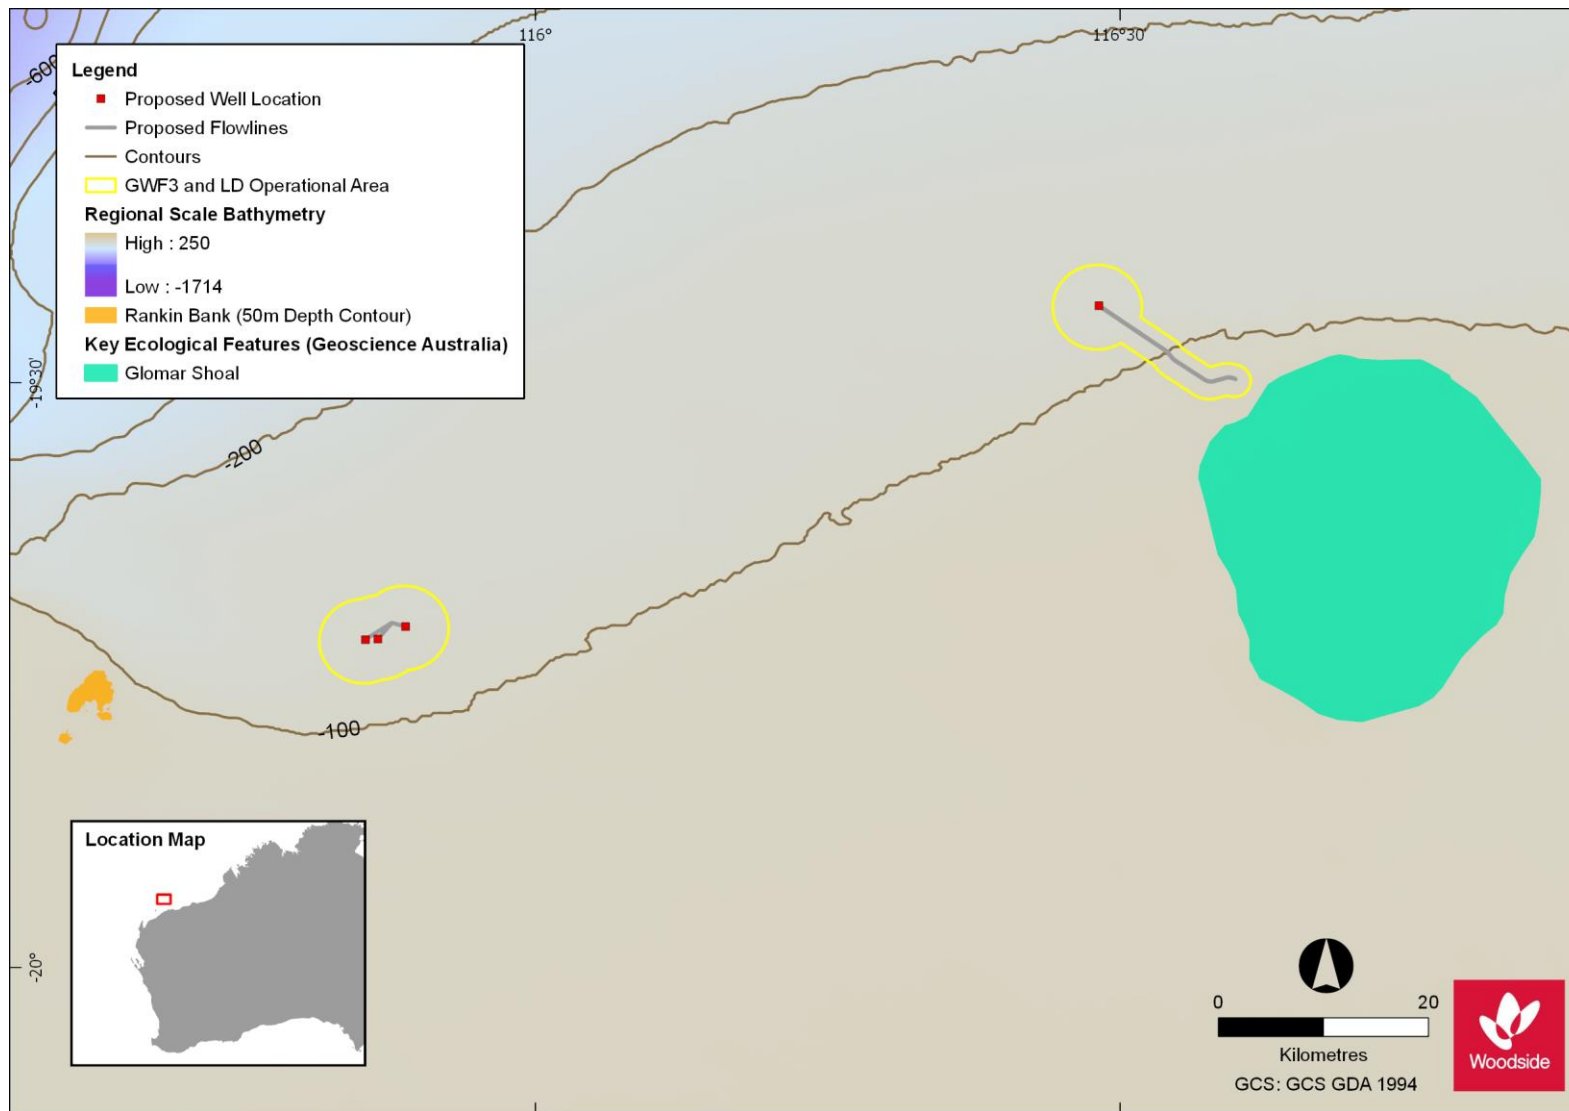 116°
116°30'
-600
Legend
Proposed Well Location
Proposed Flowlines
Contours
GWF3 and LD Operational Area
Regional Scale Bathymetry
High : 250
Low : -1714
Rankin Bank (50m Depth Contour)
Key Ecological Features (Geoscience Australia)
Glomar Shoal
-19°30'
-200
-100
Location Map
-20°
0 20
Kilometres
GCS: GCS GDA 1994
Woodside